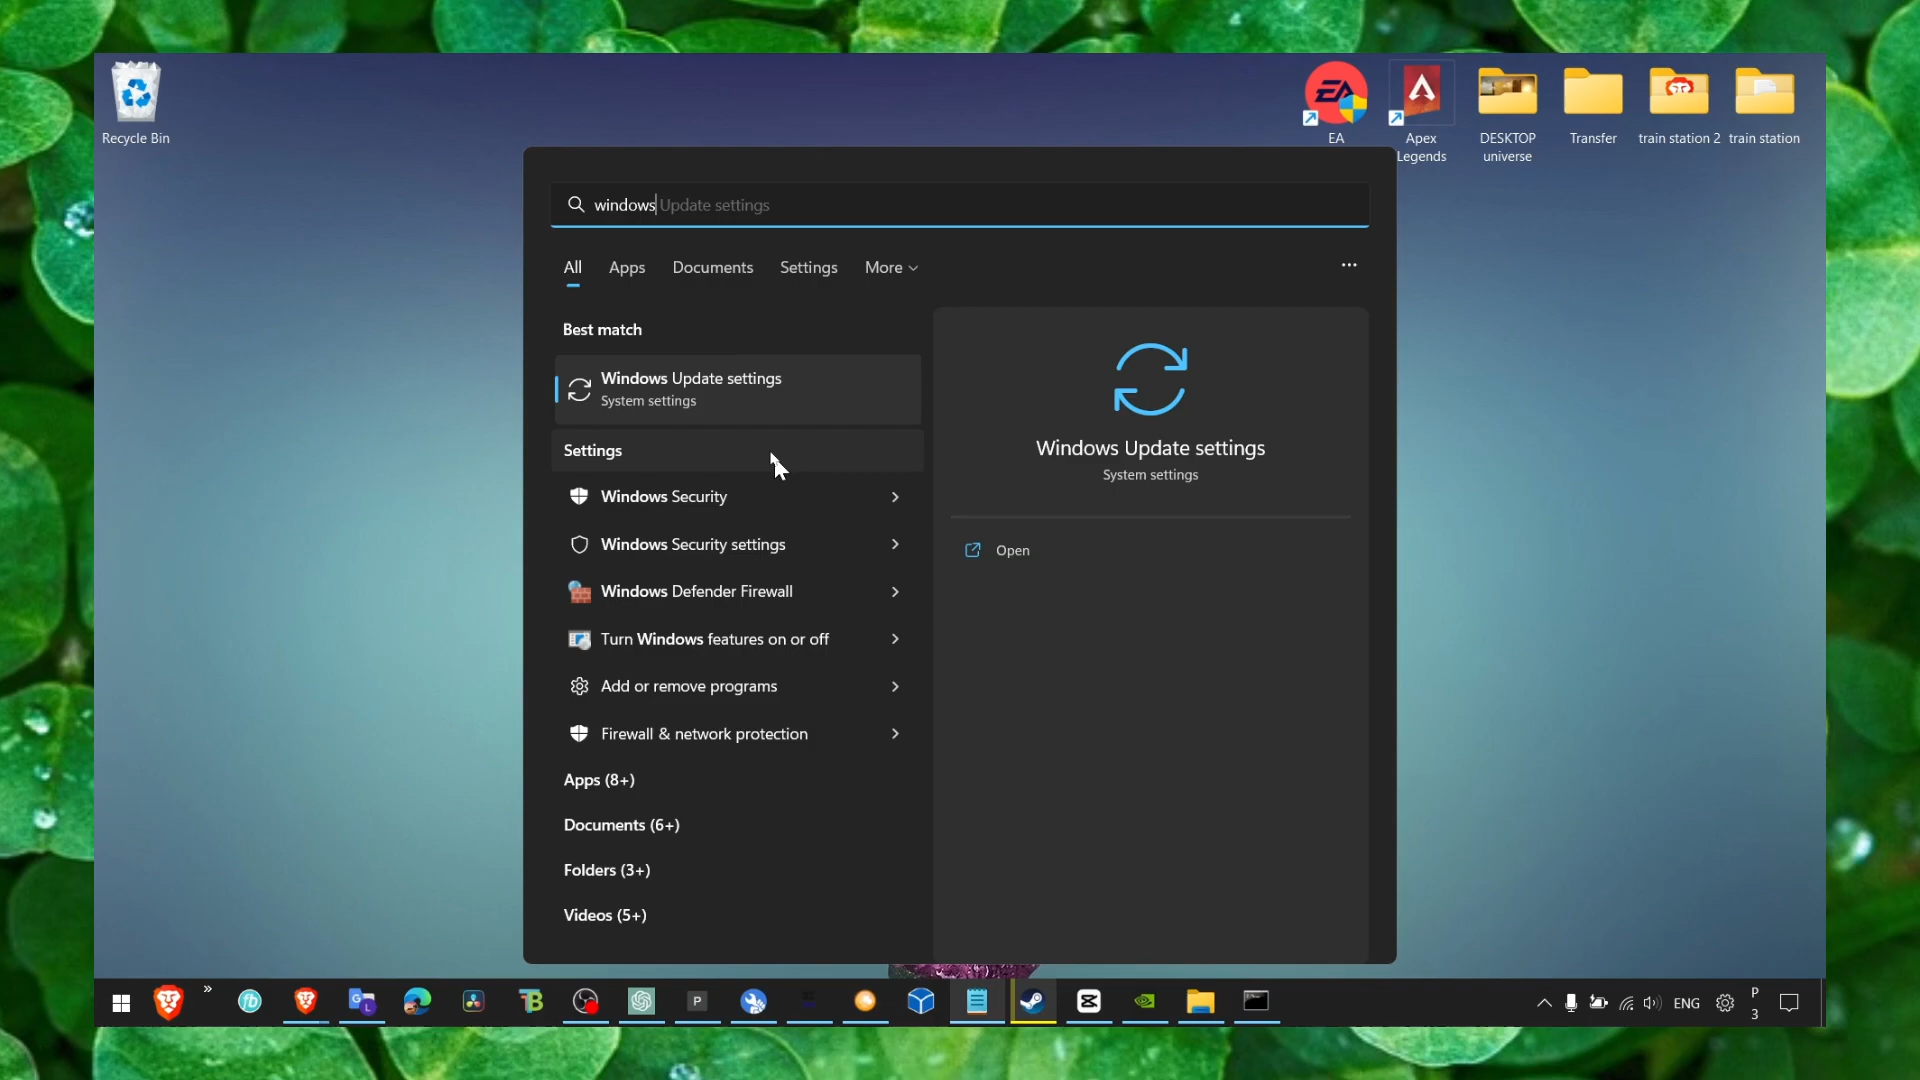 Recycle Bin
EA
Apex
Legends
DESKTOP
universe
Transfer
train station 2
train station
windows Update settings
All Apps Documents Settings More
Best match
Windows Update settings
System settings
Settings
Windows Security
Windows Security settings
Windows Defender Firewall
Turn Windows features on or off
Add or remove programs
Firewall & network protection
Apps (8+)
Documents (6+)
Folders (3+)
Videos (5+)
Windows Update settings
System settings
Open
fb
G L
TB
P
ENG
P
3